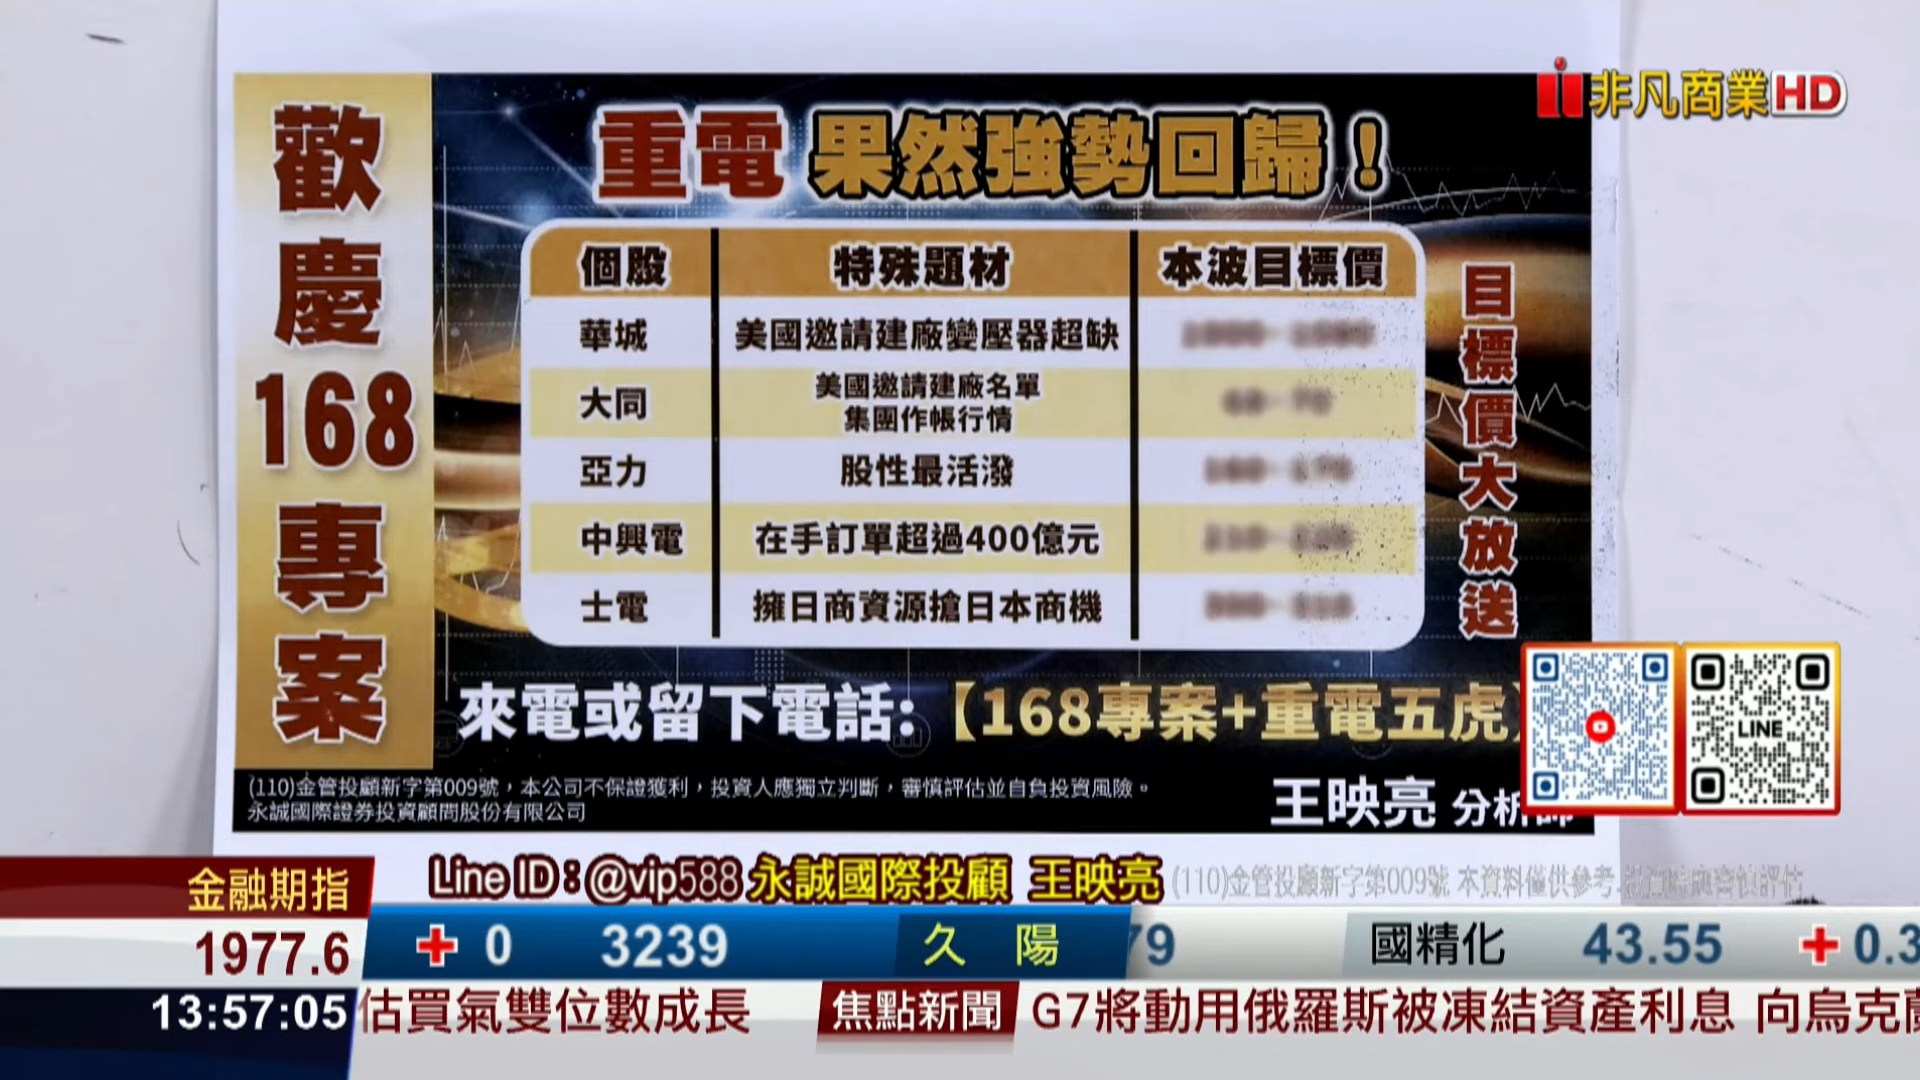 非凡商業HD
歡慶168專案
重電 果然強勢回歸！
個股 特殊題材 本波目標價
華城 美國邀請建廠變壓器超缺
大同 美國邀請建廠名單
集團作帳行情
亞力 股性最活潑
中興電 在手訂單超過400億元
士電 擁日商資源搶日本商機
目標價大放送
來電或留下電話:【168專案+重電五虎】
LINE
(110)金管投顧新字第009號，本公司不保證獲利，投資人應獨立判斷，審慎評估並自負投資風險。
永誠國際證券投資顧問股份有限公司
王映亮 分析師
Line ID：@vip588 永誠國際投顧 王映亮 (110)金管投顧新字第009號 本資料僅供參考
金融期指
1977.6
+ 0 3239 久 陽 79 國精化 43.55 + 0.3
13:57:05
估買氣雙位數成長 焦點新聞 G7將動用俄羅斯被凍結資產利息 向烏克蘭